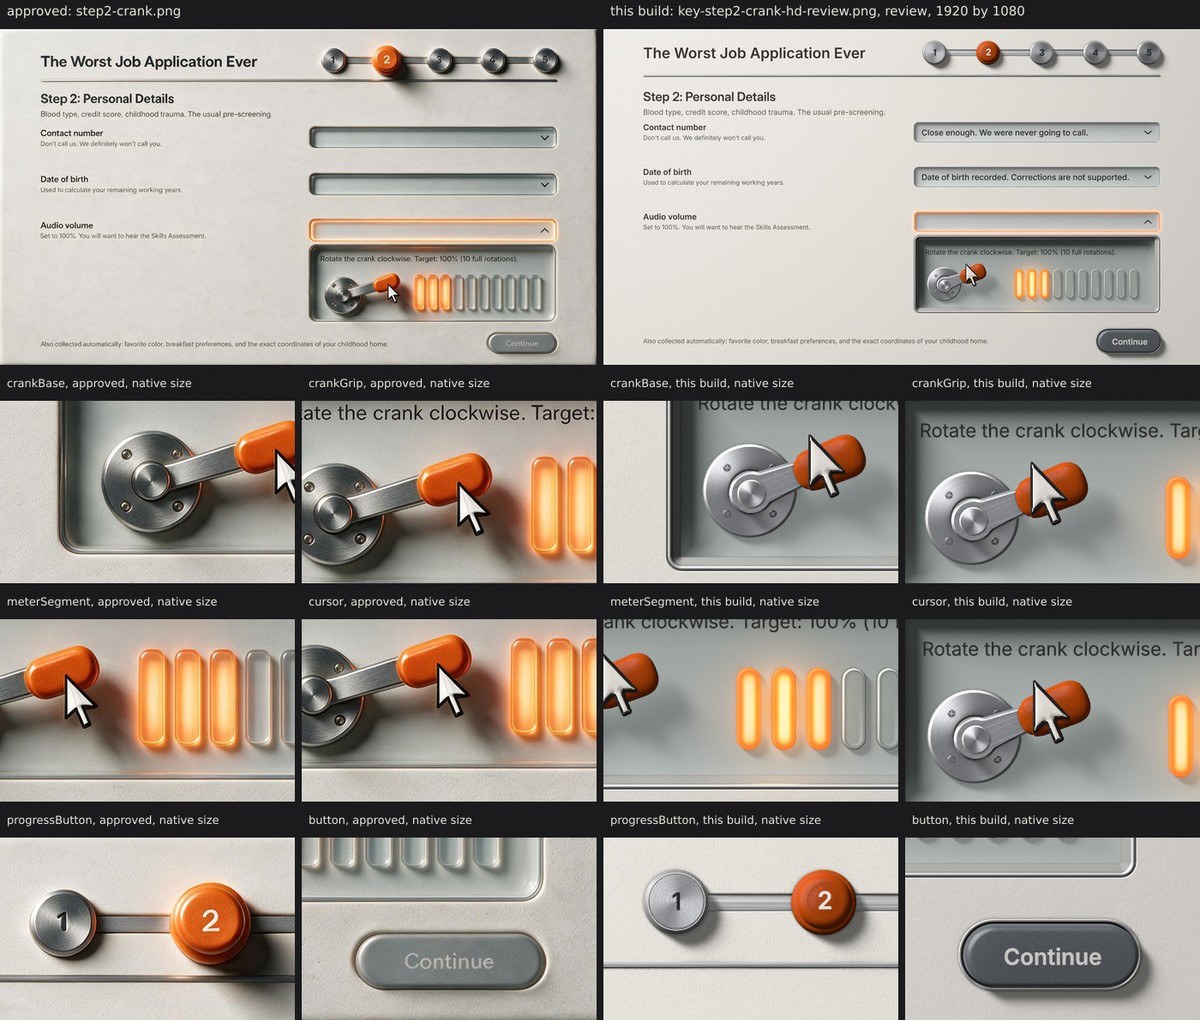 approved: step2-crank.png
The Worst Job Application Ever
1 2 3 4 5
Step 2: Personal Details
Blood type, credit score, childhood trauma. The usual pre-screening.
Contact number
Don't call us. We definitely won't call you.
Date of birth
Used to calculate your remaining working years.
Audio volume
Set to 100%. You will want to hear the Skills Assessment.
Rotate the crank clockwise. Target: 100% (10 full rotations).
Also collected automatically: favorite color, breakfast preferences, and the exact coordinates of your childhood home.
Continue
this build: key-step2-crank-hd-review.png, review, 1920 by 1080
The Worst Job Application Ever
1 2 3 4 5
Step 2: Personal Details
Blood type, credit score, childhood trauma. The usual pre-screening.
Contact number
Don't call us. We definitely won't call you.
Close enough. We were never going to call.
Date of birth
Used to calculate your remaining working years.
Date of birth recorded. Corrections are not supported.
Audio volume
Set to 100%. You will want to hear the Skills Assessment.
Rotate the crank clockwise. Target: 100% (10 full rotations).
Also collected automatically: favorite color, breakfast preferences, and the exact coordinates of your childhood home.
Continue
crankBase, approved, native size
crankGrip, approved, native size
tate the crank clockwise. Target:
crankBase, this build, native size
Rotate the crank clock
crankGrip, this build, native size
Rotate the crank clockwise. Targ
meterSegment, approved, native size
cursor, approved, native size
meterSegment, this build, native size
ank clockwise. Target: 100% (10
cursor, this build, native size
Rotate the crank clockwise. Tar
progressButton, approved, native size
1 2
button, approved, native size
Continue
progressButton, this build, native size
1 2
button, this build, native size
Continue